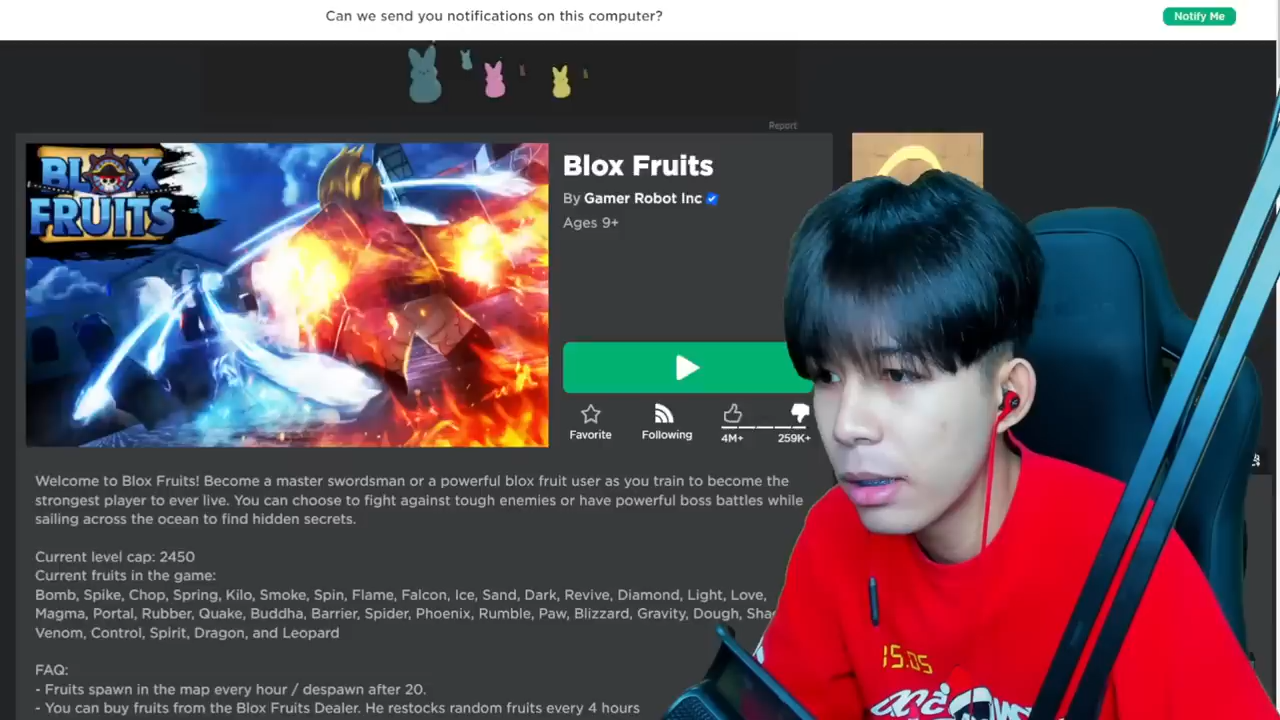 Can we send you notifications on this computer?
Notify Me
Report
BLOX
FRUITS
Blox Fruits
By Gamer Robot Inc
Ages 9+
Favorite
Following
4M+
259K+
Welcome to Blox Fruits! Become a master swordsman or a powerful blox fruit user as you train to become the
strongest player to ever live. You can choose to fight against tough enemies or have powerful boss battles while
sailing across the ocean to find hidden secrets.
Current level cap: 2450
Current fruits in the game:
Bomb, Spike, Chop, Spring, Kilo, Smoke, Spin, Flame, Falcon, Ice, Sand, Dark, Revive, Diamond, Light, Love,
Magma, Portal, Rubber, Quake, Buddha, Barrier, Spider, Phoenix, Rumble, Paw, Blizzard, Gravity, Dough,
Venom, Control, Spirit, Dragon, and Leopard
FAQ:
- Fruits spawn in the map every hour / despawn after 20.
- You can buy fruits from the Blox Fruits Dealer. He restocks random fruits every 4 hours
15.05